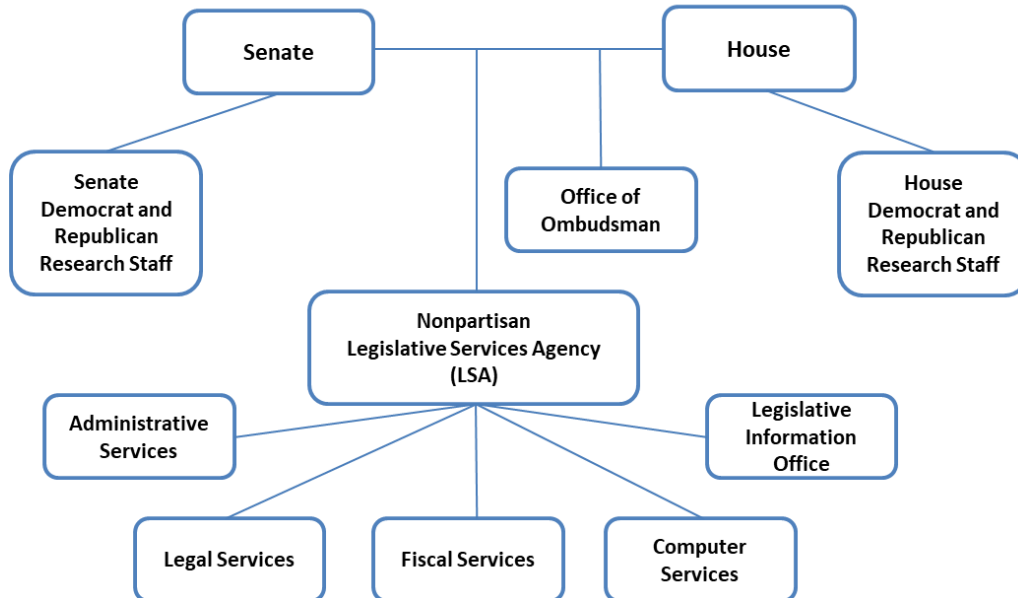 Senate
House
Senate
Democrat and
Republican
Research Staff
Office of
Ombudsman
House
Democrat and
Republican
Research Staff
Nonpartisan
Legislative Services Agency
(LSA)
Administrative
Services
Legislative
Information
Office
Legal Services
Fiscal Services
Computer
Services